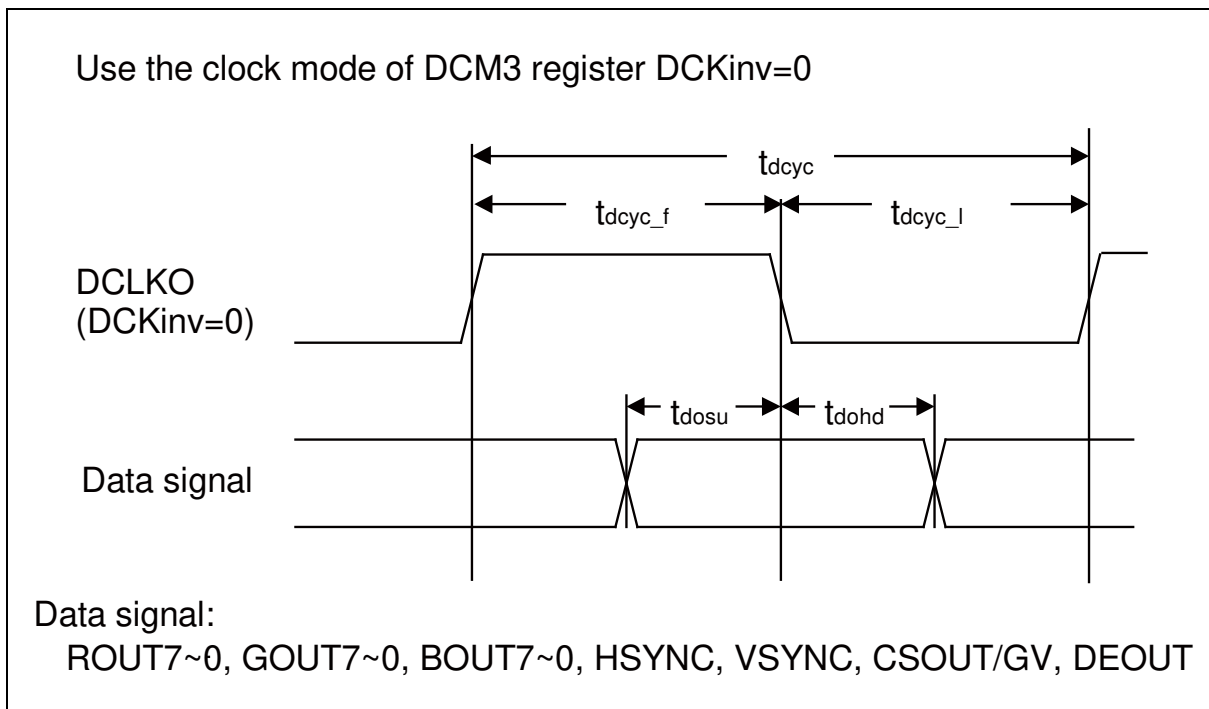 Use the clock mode of DCM3 register DCKinv=0
tdcyc
tdcyc_f
tdcyc_l
DCLKO
(DCKinv=0)
tdosu
tdohd
Data signal
Data signal:
ROUT7~0, GOUT7~0, BOUT7~0, HSYNC, VSYNC, CSOUT/GV, DEOUT